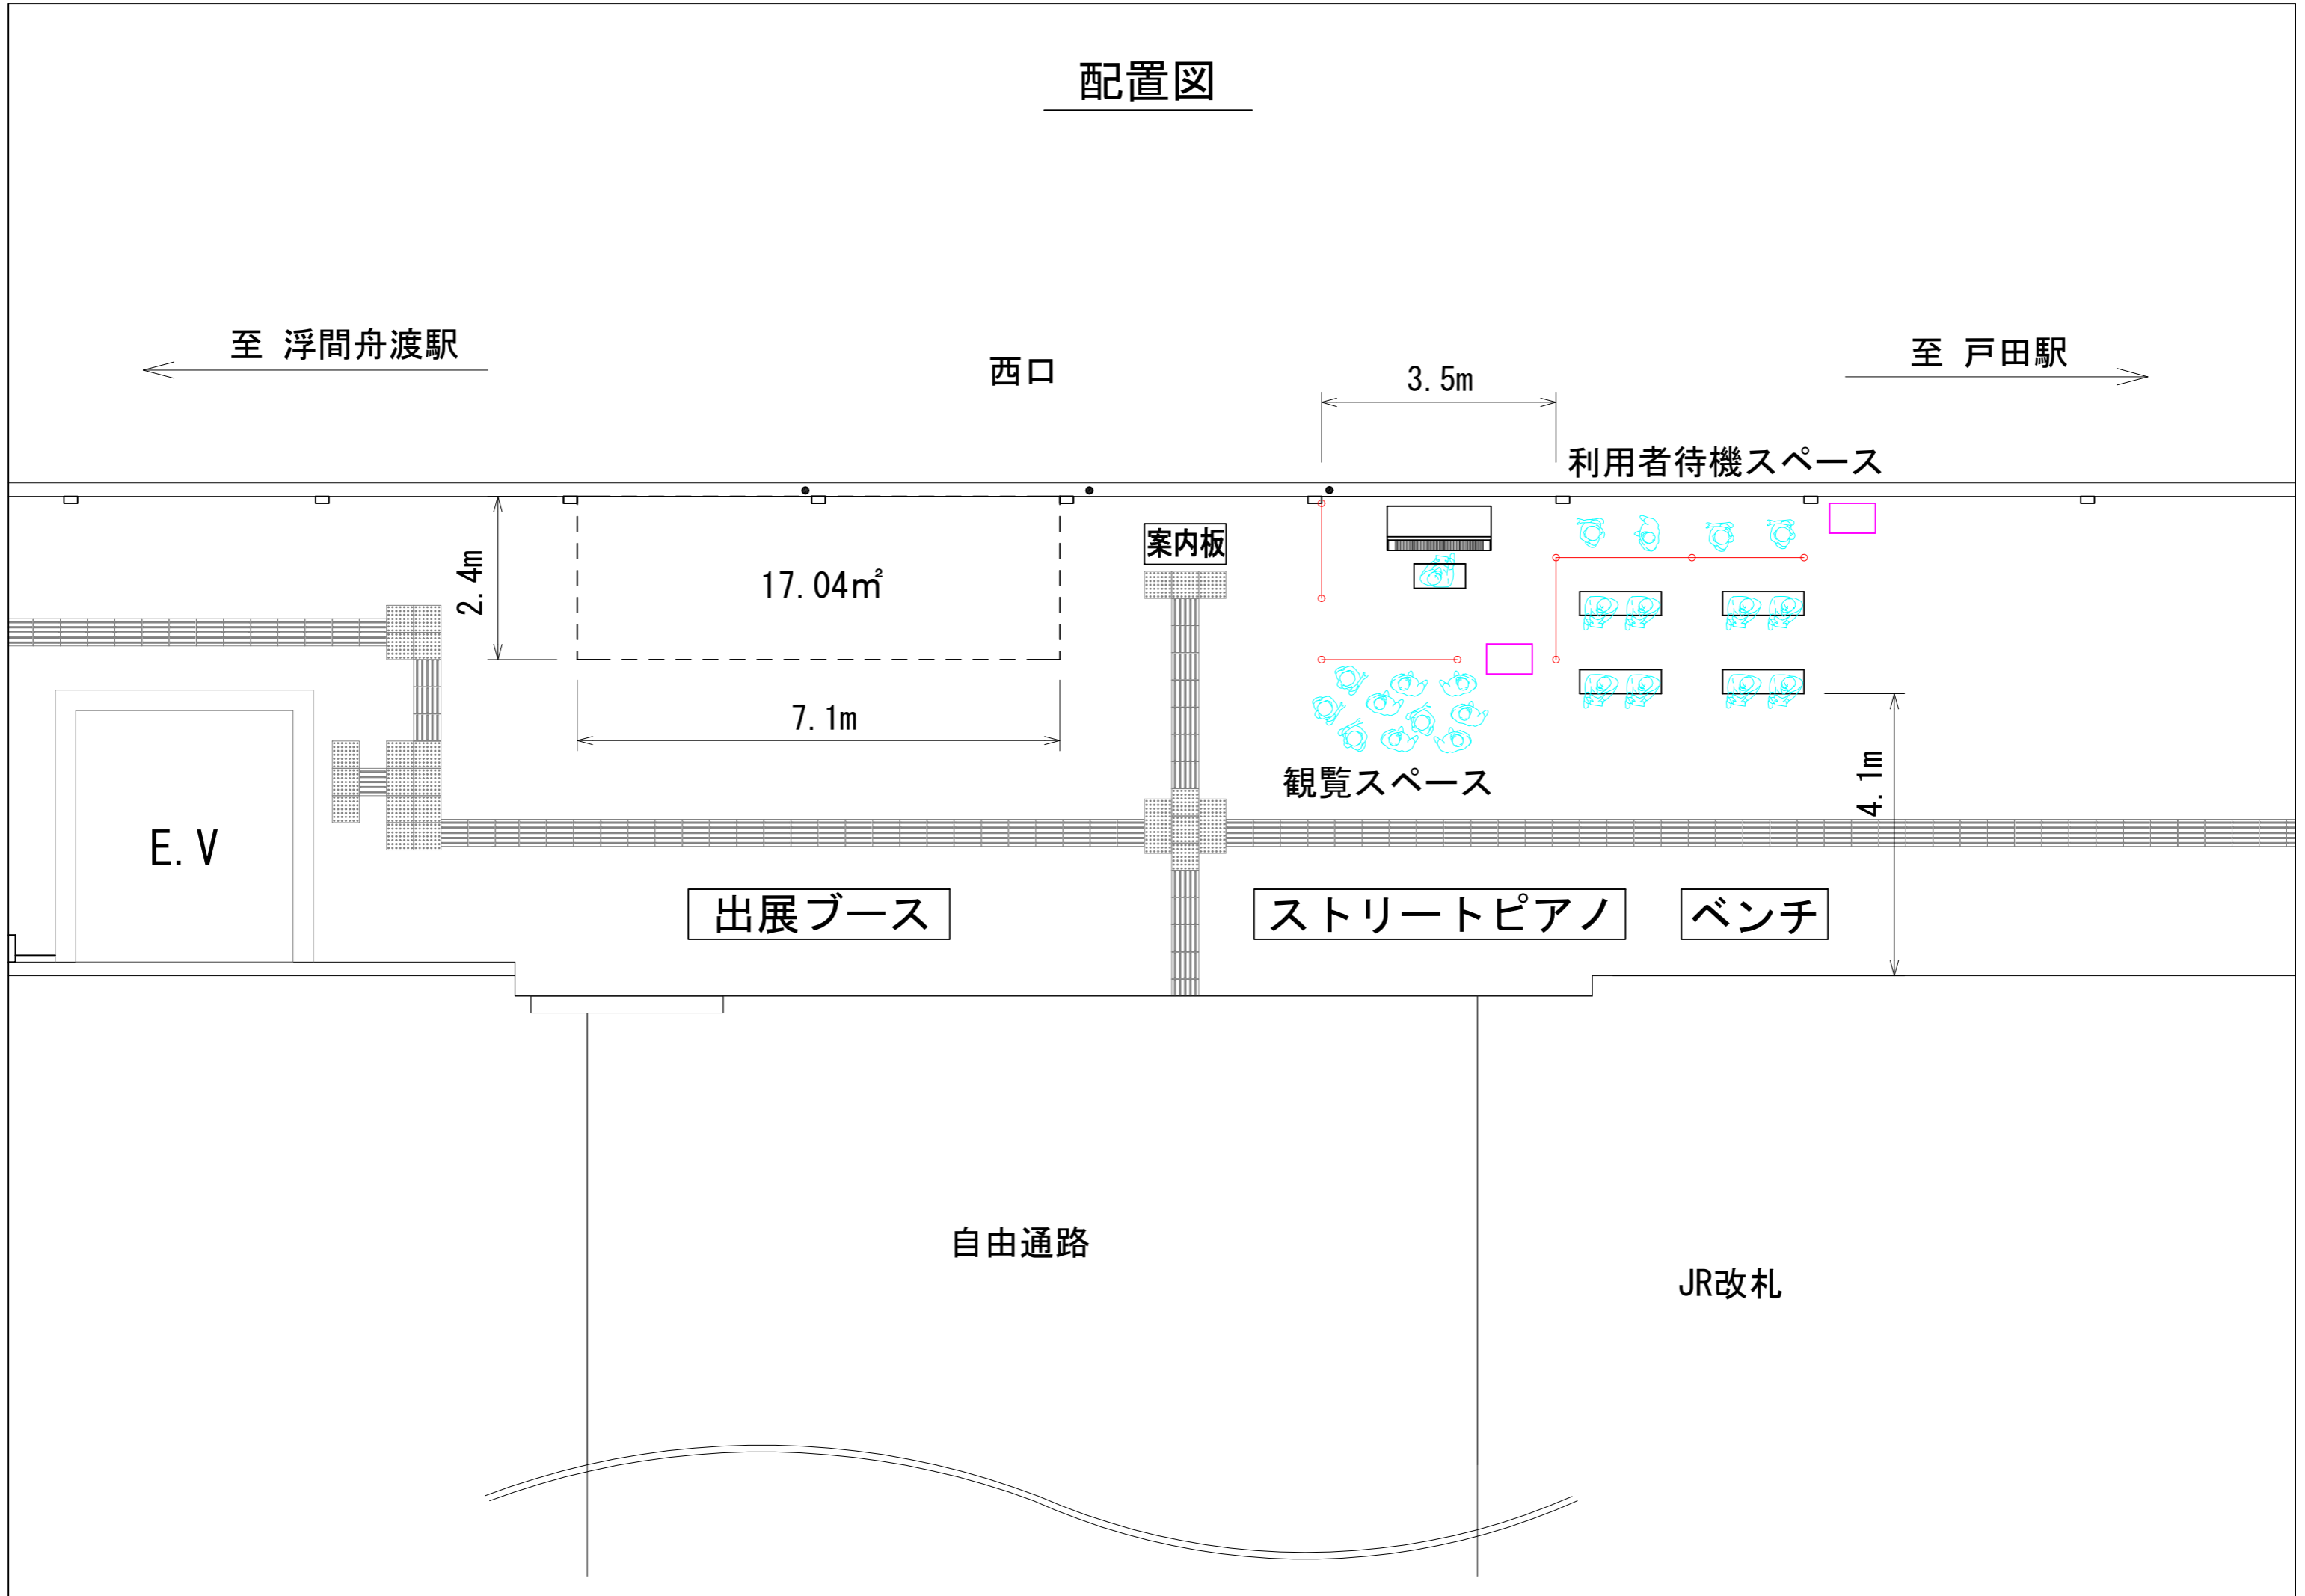 配置図
至 浮間舟渡駅
西口
至 戸田駅
3.5m
利用者待機スペース
案内板
2.4m
17.04㎡
7.1m
観覧スペース
4.1m
E.V
出展ブース
ストリートピアノ
ベンチ
自由通路
JR改札